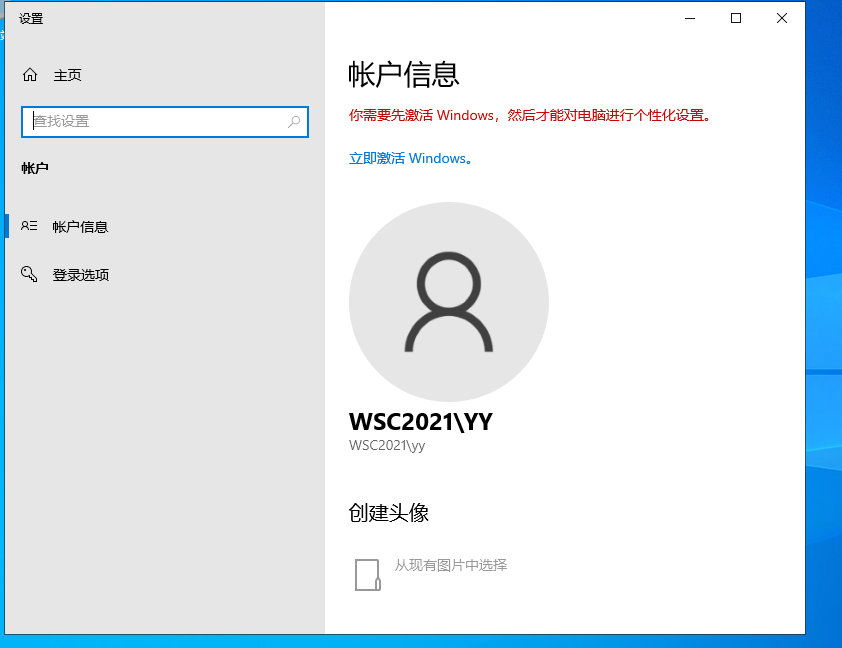 设置
主页
查找设置
帐户
帐户信息
登录选项
帐户信息
你需要先激活 Windows，然后才能对电脑进行个性化设置。
立即激活 Windows。
WSC2021\YY
WSC2021\yy
创建头像
从现有图片中选择